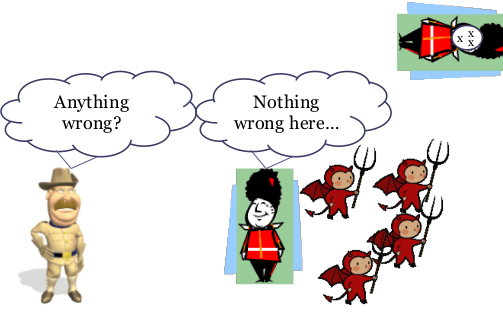 Anything
wrong?
Nothing
wrong here...
x
x
x